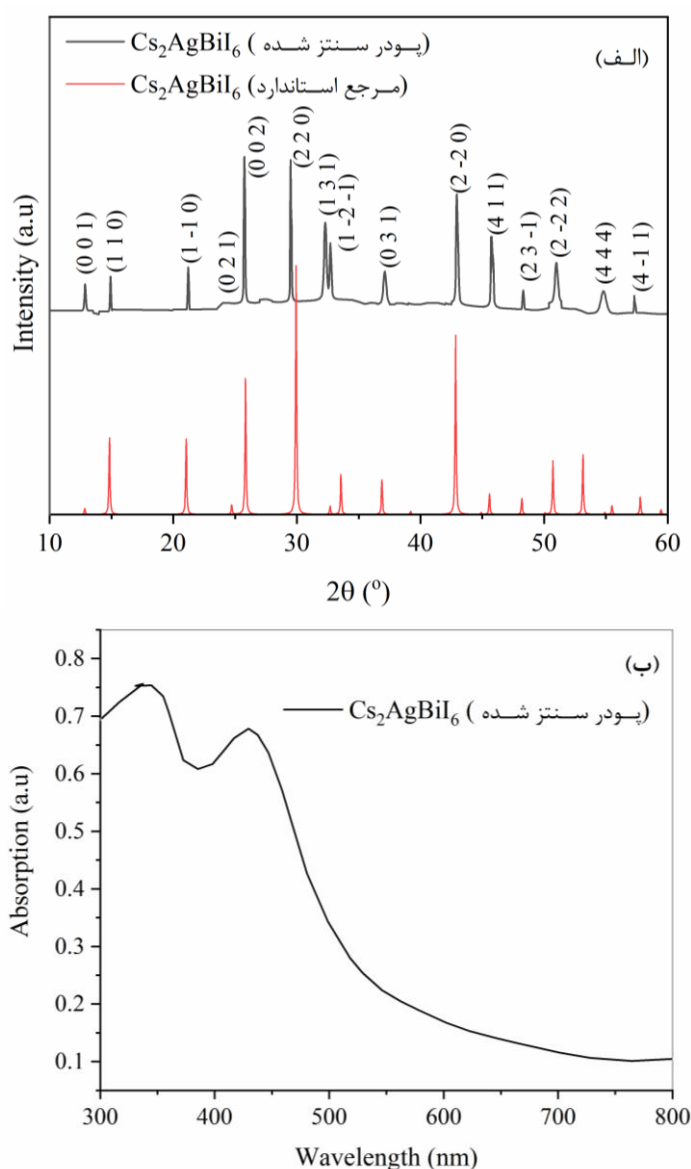 Cs₂AgBiI₆ (پودر سنتز شده)
(الف)
Cs₂AgBiI₆ (مرجع استاندارد)
(0 0 1)
(1 1 0)
(1 -1 0)
(0 2 1)
(0 0 2)
(2 2 0)
(1 3 1)
(1 -2 -1)
(0 3 1)
(2 -2 0)
(4 1 1)
(2 3 -1)
(2 -2 2)
(4 4 4)
(4 -1 1)
Intensity (a.u)
10 20 30 40 50 60
2θ (°)
(ب)
Cs₂AgBiI₆ (پودر سنتز شده)
0.8
0.7
0.6
0.5
0.4
0.3
0.2
0.1
Absorption (a.u)
300 400 500 600 700 800
Wavelength (nm)